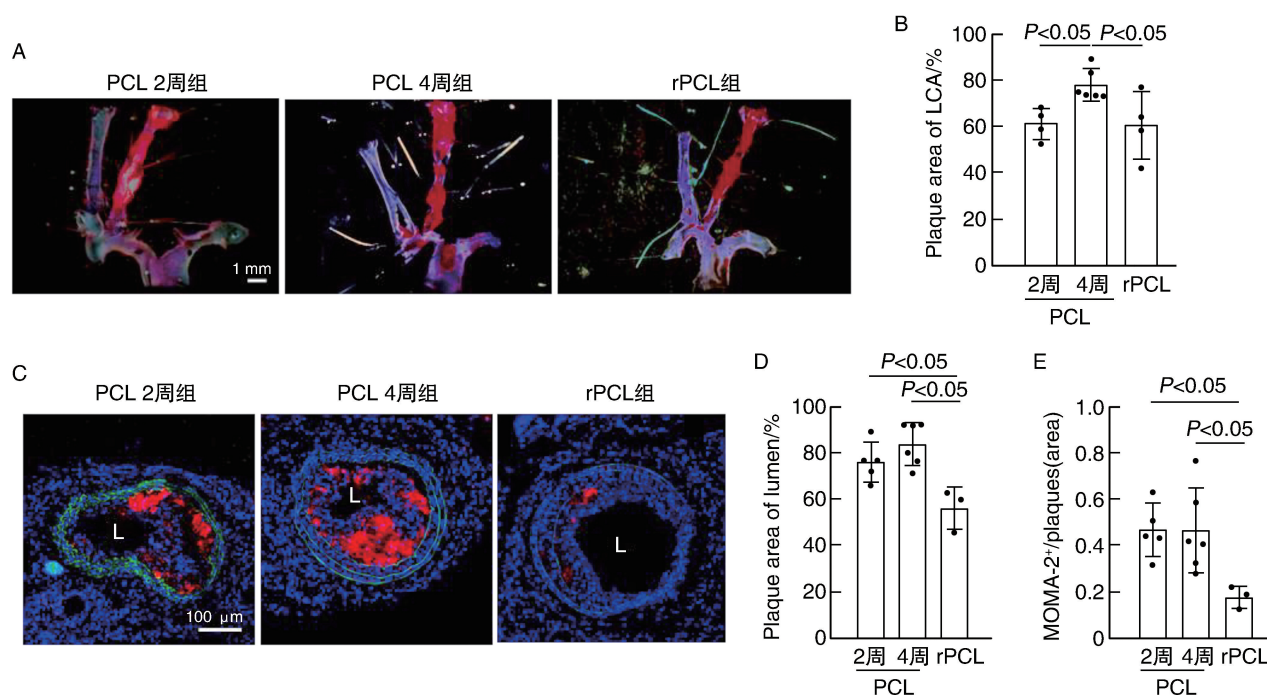 A
PCL 2周组
PCL 4周组
rPCL组
1 mm
B
Plaque area of LCA/%
100
80
60
40
20
0
P<0.05
P<0.05
2周
4周
rPCL
PCL
C
PCL 2周组
PCL 4周组
rPCL组
L
L
L
100 μm
D
Plaque area of lumen/%
100
80
60
40
20
0
P<0.05
P<0.05
2周
4周
rPCL
PCL
E
MOMA-2⁺/plaques(area)
1.0
0.8
0.6
0.4
0.2
0
P<0.05
P<0.05
2周
4周
rPCL
PCL